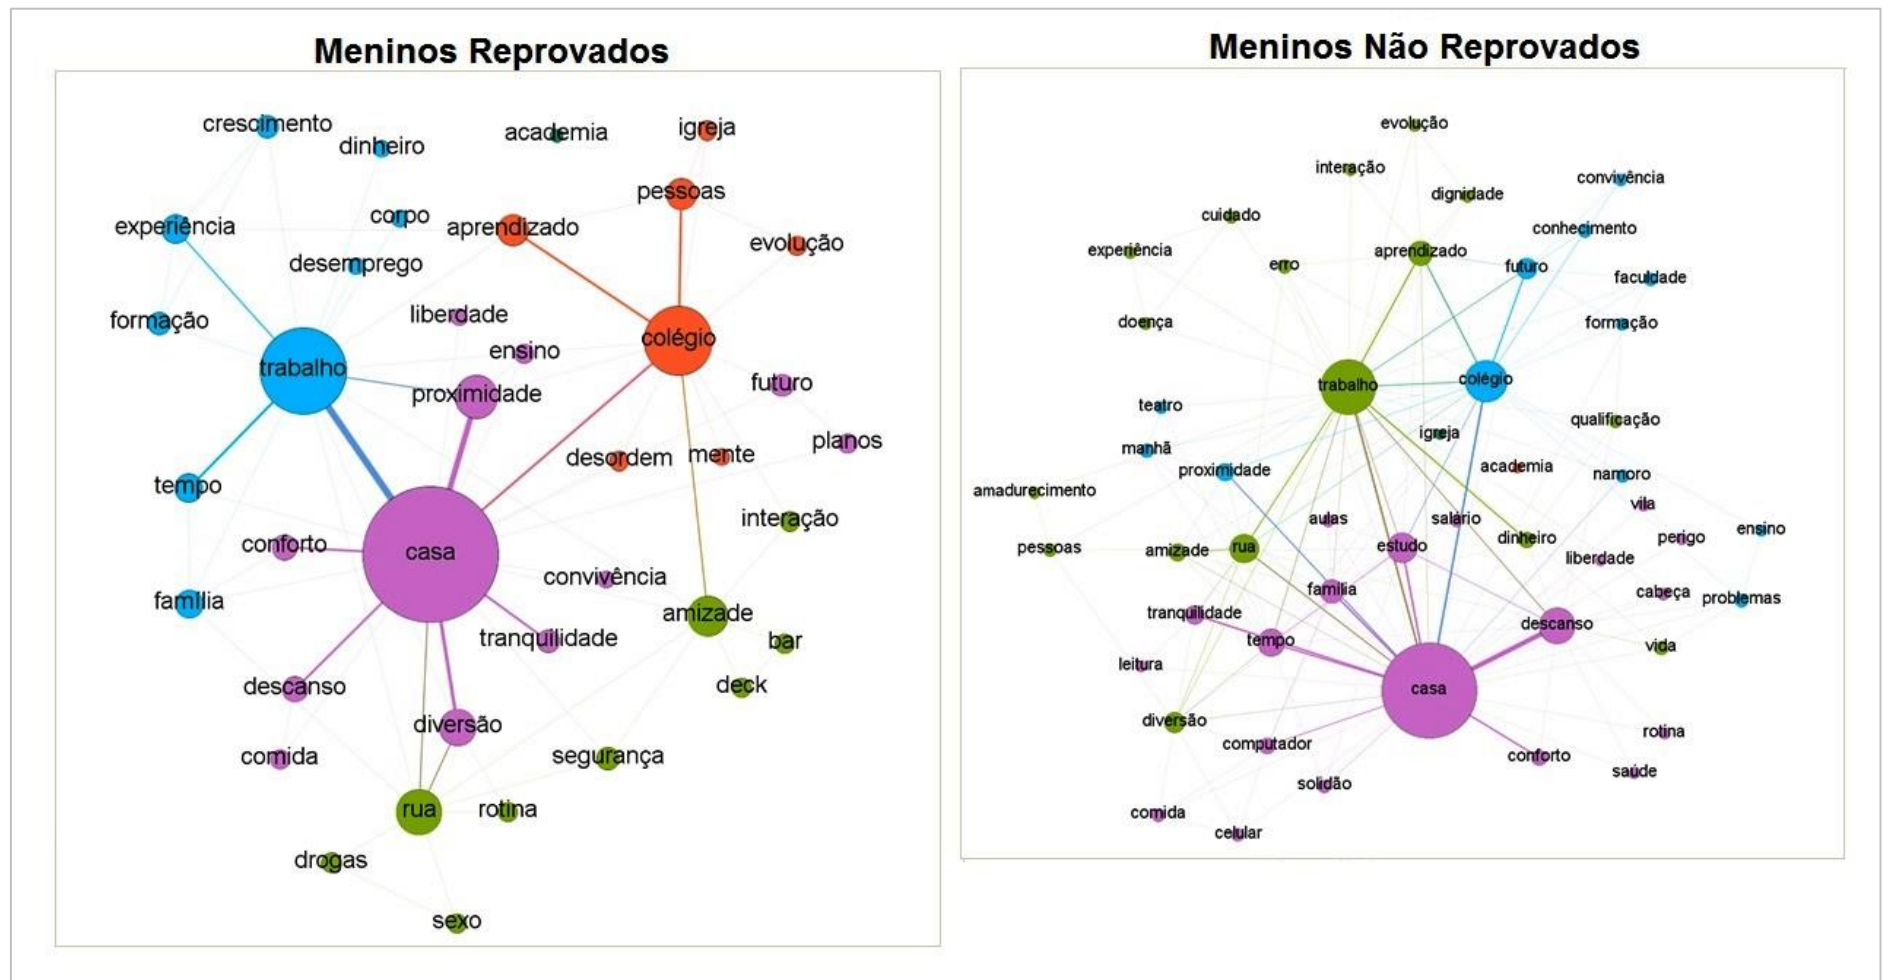 Meninos Reprovados
crescimento
dinheiro
academia
igreja
pessoas
experiência
corpo
aprendizado
evolução
desemprego
formação
liberdade
ensino
colégio
trabalho
proximidade
futuro
planos
desordem
mente
tempo
interação
conforto
casa
convivência
família
amizade
tranquilidade
bar
descanso
deck
diversão
comida
segurança
rua
rotina
drogas
sexo
Meninos Não Reprovados
evolução
interação
convivência
dignidade
cuidado
conhecimento
experiência
aprendizado
erro
futuro
faculdade
doença
formação
trabalho
colégio
teatro
qualificação
igreja
manhã
proximidade
academia
namoro
amadurecimento
vila
aulas
salário
ensino
pessoas
amizade
rua
estudo
dinheiro
perigo
liberdade
família
cabeça
problemas
tranquilidade
descanso
tempo
vida
leitura
casa
diversão
rotina
computador
conforto
saúde
solidão
comida
celular